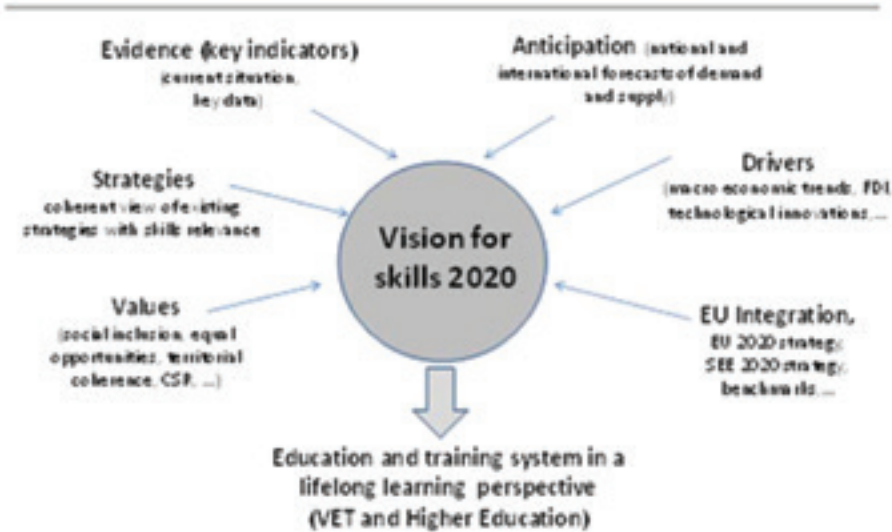 Evidence (key indicators)
(current situation,
key data)
Anticipation (national and
international forecasts of demand
and supply)
Strategies
coherent view of existing
strategies with skills relevance
Drivers
(macro economic trends, FDI,
technological innovations,...
Vision for
skills 2020
Values
(social inclusion, equal
opportunities, territorial
coherence, CSR, ...)
EU Integration,
EU 2020 strategy,
SEE 2020 strategy,
benchmarks,...
Education and training system in a
lifelong learning perspective
(VET and Higher Education)